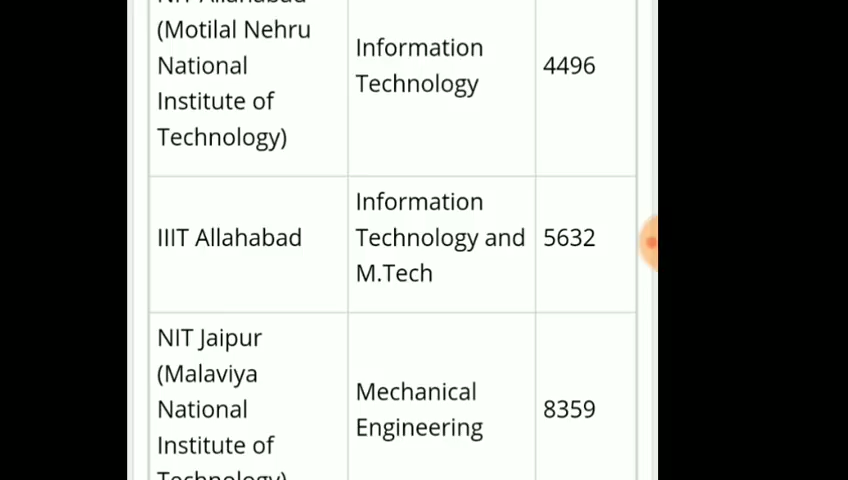 (Motilal Nehru
National
Institute of
Technology)
Information
Technology
4496
IIIT Allahabad
Information
Technology and
M.Tech
5632
NIT Jaipur
(Malaviya
National
Institute of
Technology)
Mechanical
Engineering
8359